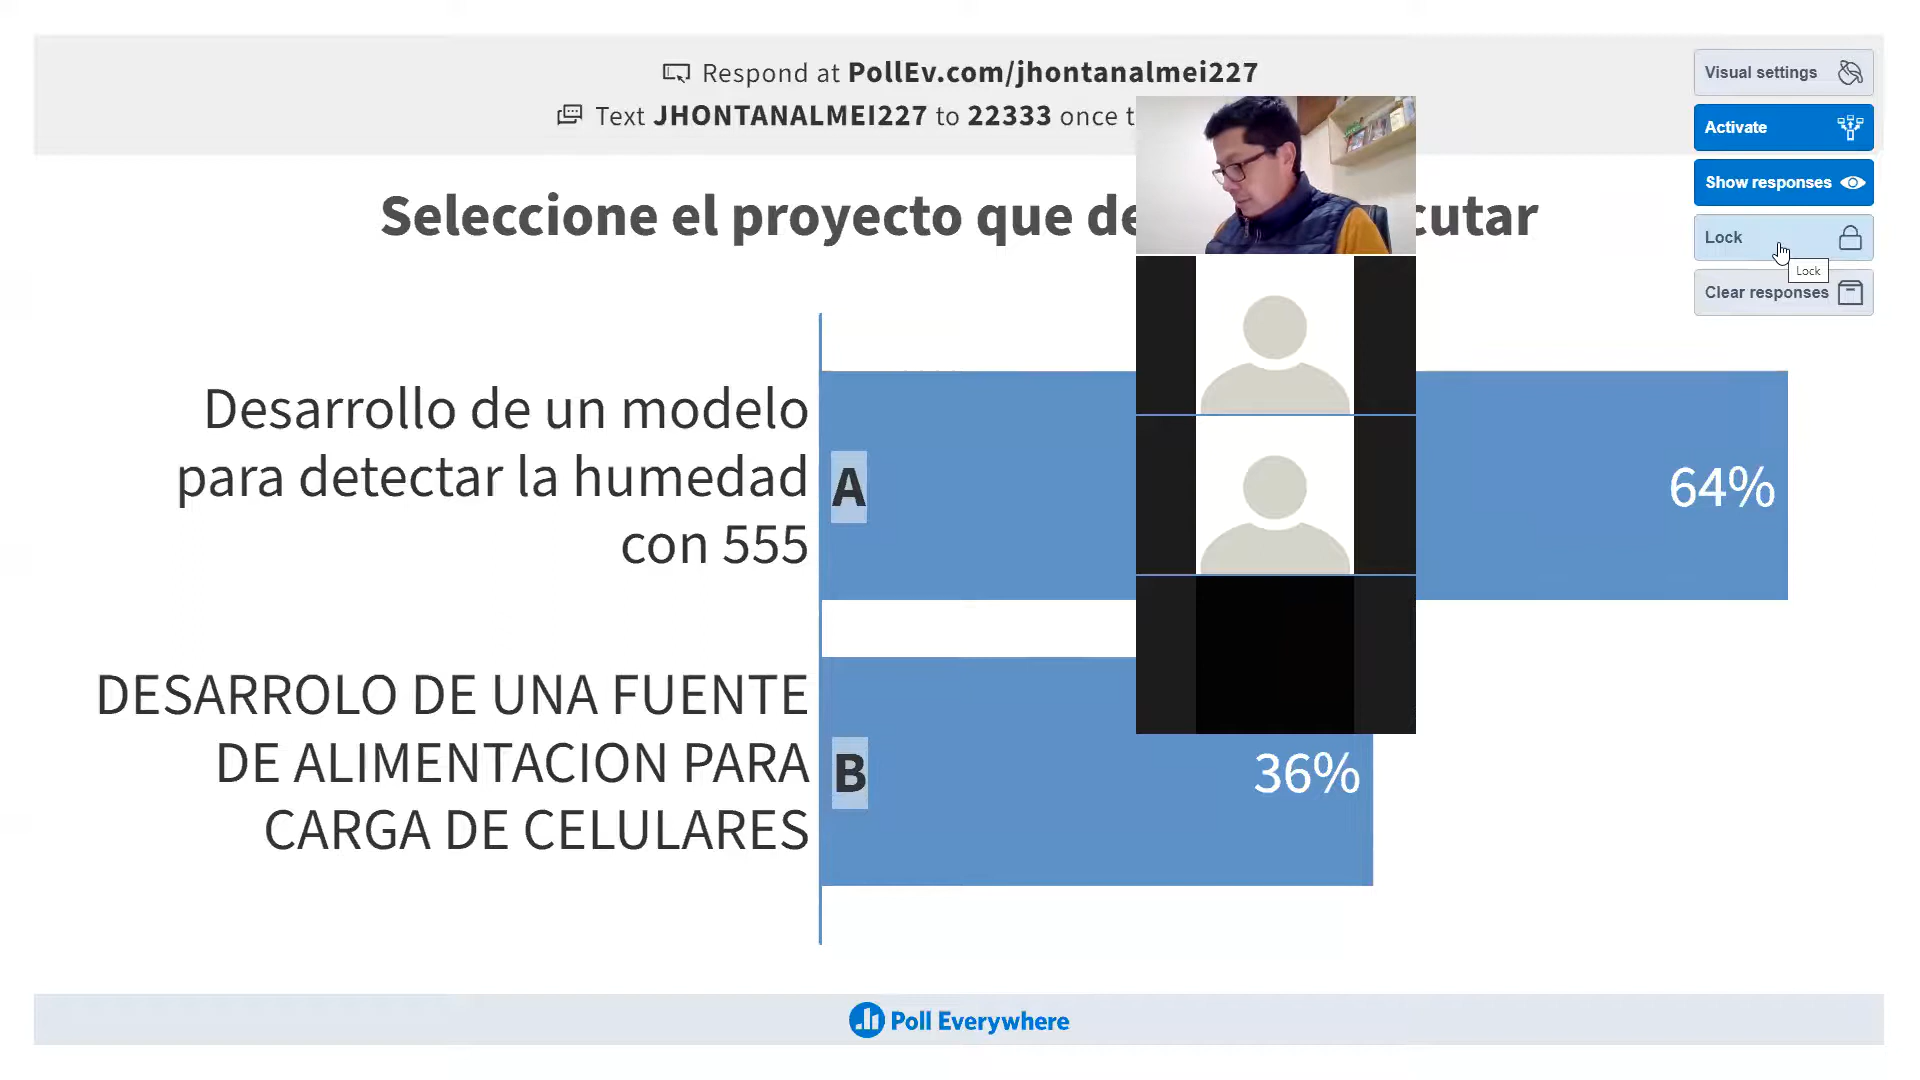 Respond at PollEv.com/jhontanalmei227
Text JHONTANALMEI227 to 22333 once t
Seleccione el proyecto que de cutar
Visual settings
Activate
Show responses
Lock
Lock
Clear responses
Desarrollo de un modelo
para detectar la humedad
con 555
A
64%
DESARROLO DE UNA FUENTE
DE ALIMENTACION PARA
CARGA DE CELULARES
B
36%
Poll Everywhere